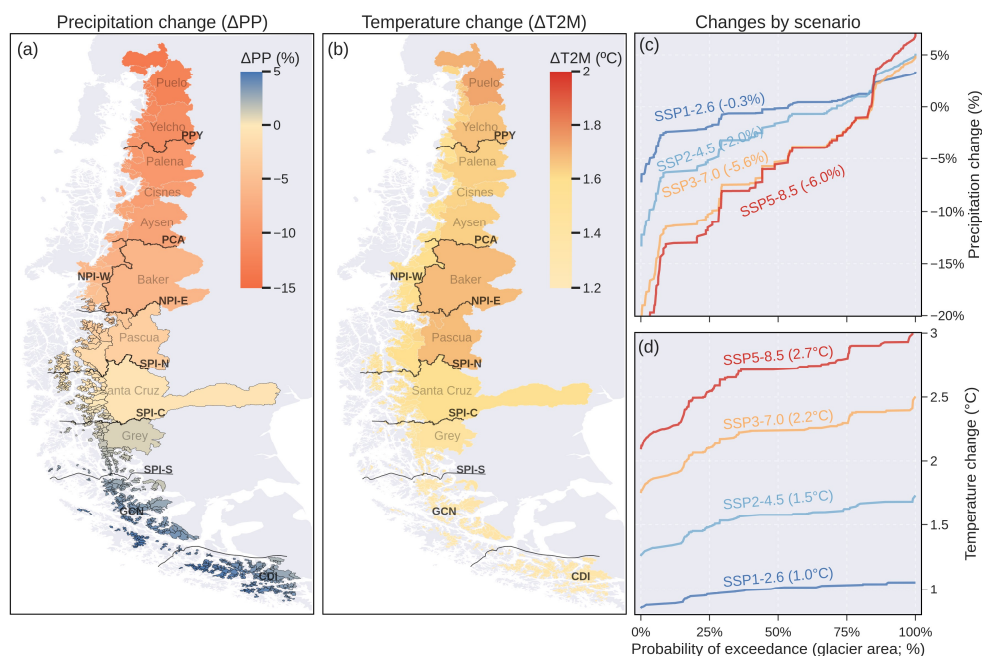 Precipitation change (ΔPP)
(a)
ΔPP (%)
5
0
−5
−10
−15
Puelo
Yelcho
PPY
Palena
Cisnes
Aysen
PCA
NPI-W
Baker
NPI-E
Pascua
SPI-N
Santa Cruz
SPI-C
Grey
SPI-S
GCN
CDI
Temperature change (ΔT2M)
(b)
ΔT2M (ºC)
2
1.8
1.6
1.4
1.2
Puelo
Yelcho
PPY
Palena
Cisnes
Aysen
PCA
NPI-W
Baker
NPI-E
Pascua
SPI-N
Santa Cruz
SPI-C
Grey
SPI-S
GCN
CDI
Changes by scenario
(c)
SSP1-2.6 (-0.3%)
SSP2-4.5 (-2.0%)
SSP3-7.0 (-5.6%)
SSP5-8.5 (-6.0%)
5%
0%
−5%
−10%
−15%
−20%
Precipitation change (%)
(d)
SSP5-8.5 (2.7°C)
SSP3-7.0 (2.2°C)
SSP2-4.5 (1.5°C)
SSP1-2.6 (1.0°C)
3
2.5
2
1.5
1
Temperature change (°C)
0%
25%
50%
75%
100%
Probability of exceedance (glacier area; %)